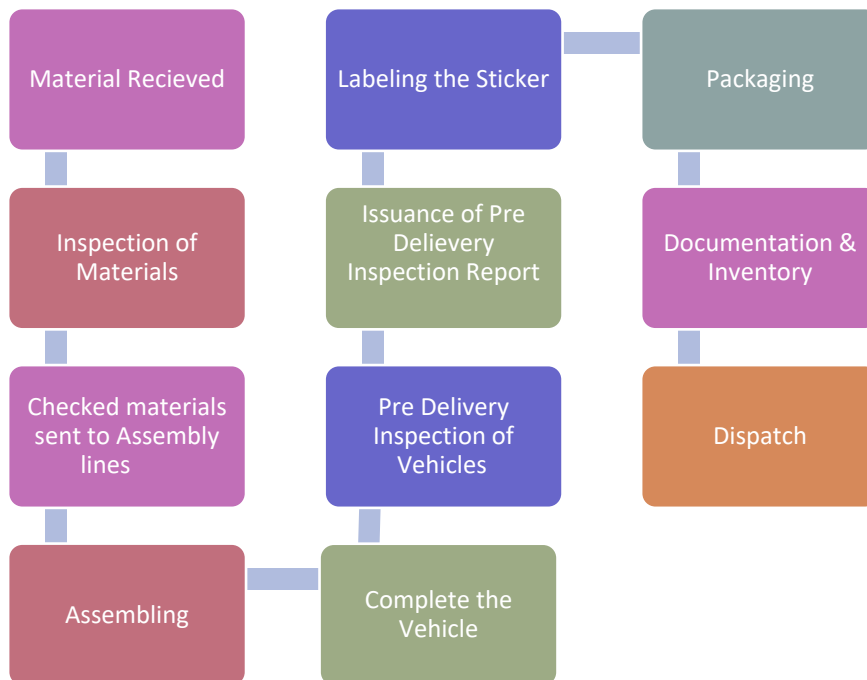 Material Recieved
Inspection of
Materials
Checked materials
sent to Assembly
lines
Assembling
Complete the
Vehicle
Pre Delivery
Inspection of
Vehicles
Issuance of Pre
Delievery
Inspection Report
Labeling the Sticker
Packaging
Documentation &
Inventory
Dispatch